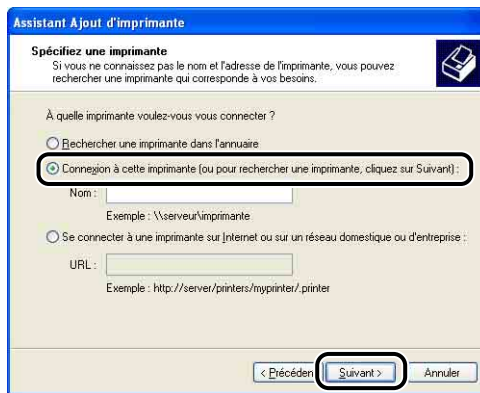 Assistant Ajout d'imprimante
Spécifiez une imprimante
Si vous ne connaissez pas le nom et l'adresse de l'imprimante, vous pouvez
rechercher une imprimante qui corresponde à vos besoins.
À quelle imprimante voulez-vous vous connecter ?
Rechercher une imprimante dans l'annuaire
Connexion à cette imprimante (ou pour rechercher une imprimante, cliquez sur Suivant) :
Nom :
Exemple : \\serveur\imprimante
Se connecter à une imprimante sur Internet ou sur un réseau domestique ou d'entreprise :
URL :
Exemple : http://server/printers/myprinter/.printer
< Précéden Suivant > Annuler